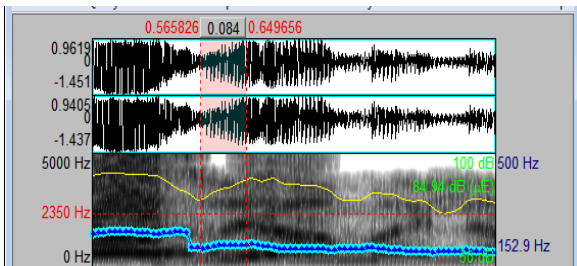 0.565826 0.084 0.649656
0.9619
0
-1.451
0.9405
0
-1.437
5000 Hz 100 dB 500 Hz
84.94 dB (µE)
2350 Hz
152.9 Hz
0 Hz 50 dB